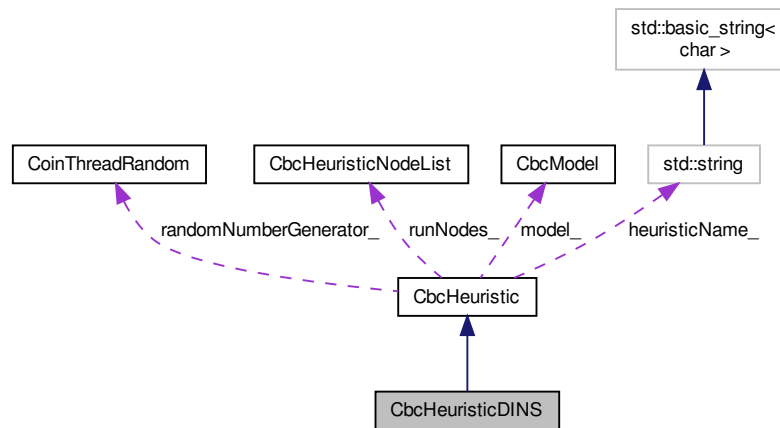 std::basic_string<
char >
CoinThreadRandom
CbcHeuristicNodeList
CbcModel
std::string
randomNumberGenerator_
runNodes_
model_
heuristicName_
CbcHeuristic
CbcHeuristicDINS